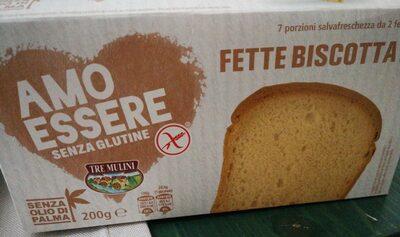 7 porzioni salvafreschezza da 2 fe
FETTE BISCOTTA
AMO
ESSERE
SENZA GLUTINE
TRE MULINI
SENZA
OLIO DI
PALMA
200g e